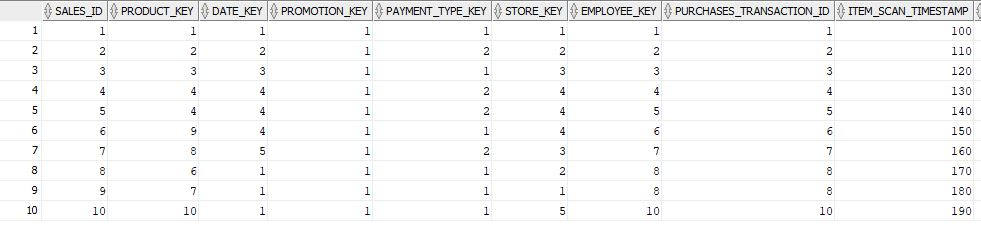 SALES_ID PRODUCT_KEY DATE_KEY PROMOTION_KEY PAYMENT_TYPE_KEY STORE_KEY EMPLOYEE_KEY PURCHASES_TRANSACTION_ID ITEM_SCAN_TIMESTAMP
1 1 1 1 1 1 1 1 1 100
2 2 2 2 1 2 2 2 2 110
3 3 3 3 1 1 3 3 3 120
4 4 4 4 1 2 4 4 4 130
5 5 4 4 1 2 4 5 5 140
6 6 9 4 1 1 4 6 6 150
7 7 8 5 1 2 3 7 7 160
8 8 6 1 1 1 2 8 8 170
9 9 7 1 1 1 1 8 8 180
10 10 10 1 1 1 5 10 10 190